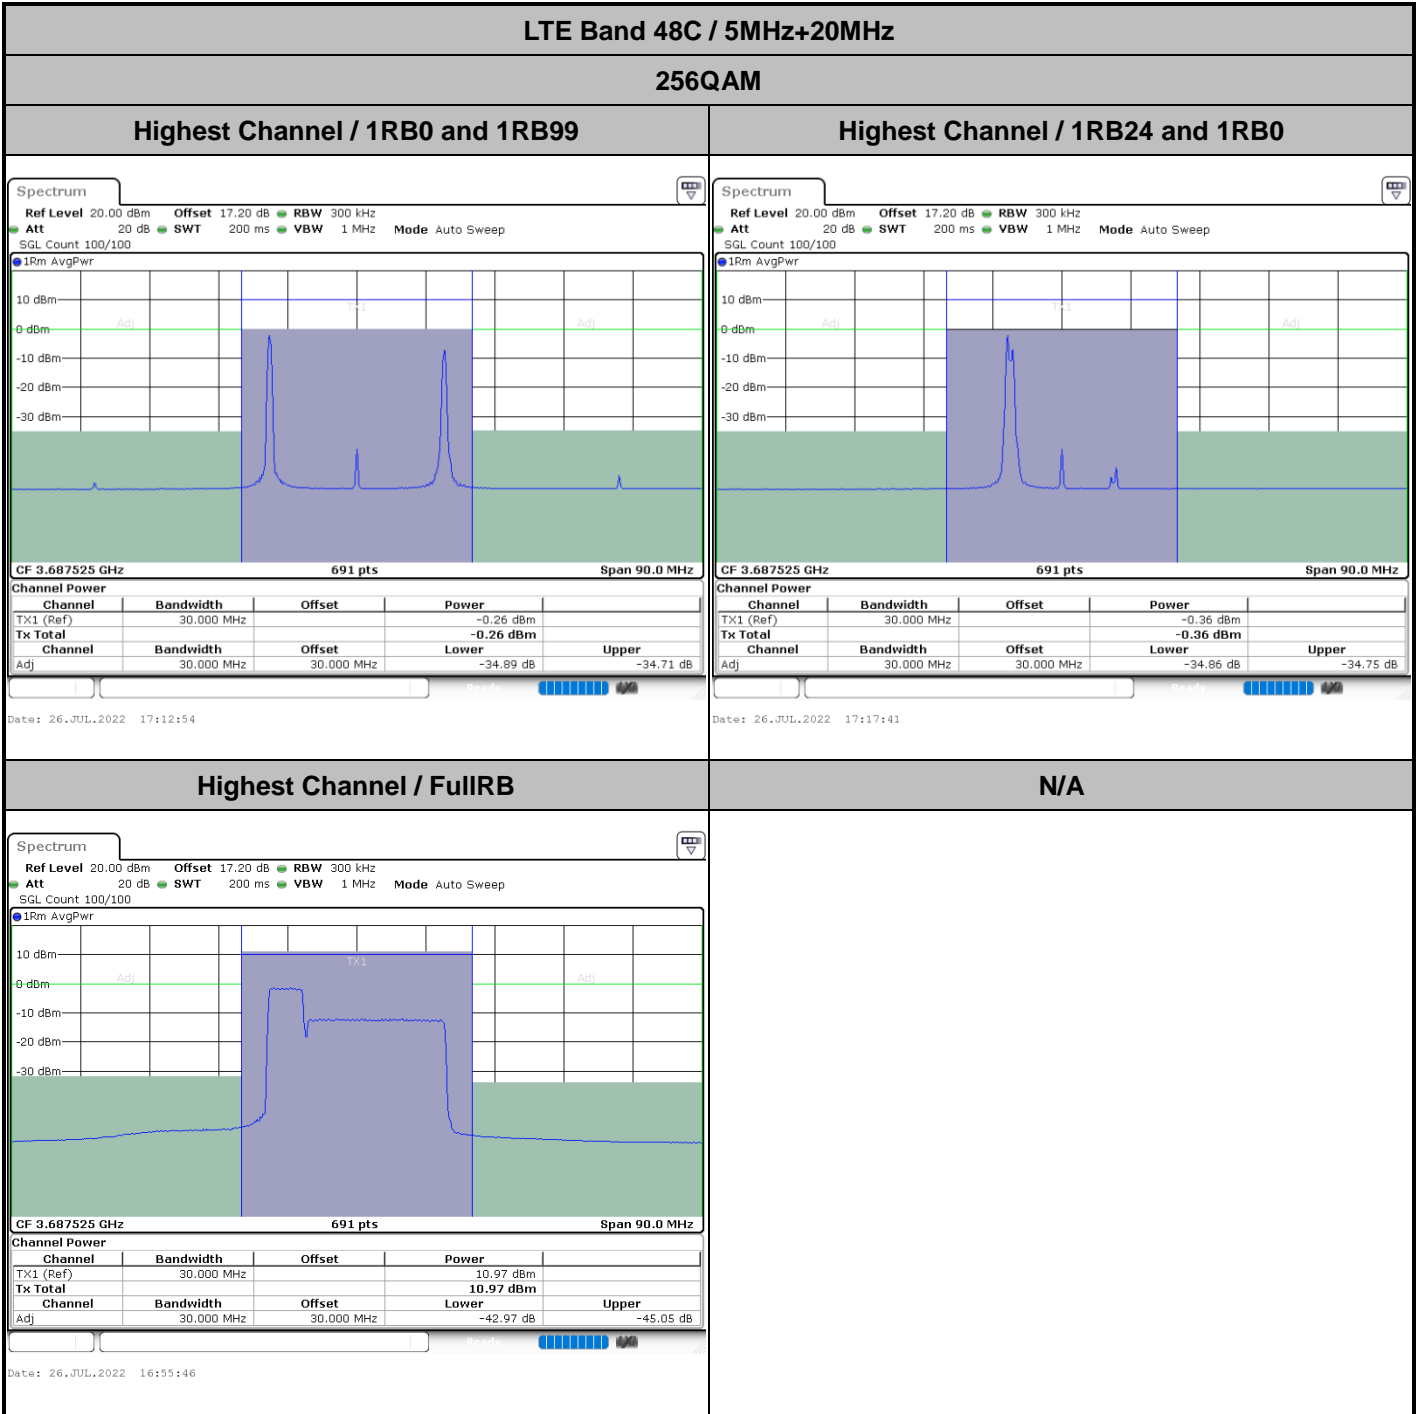 LTE Band 48C / 5MHz+20MHz
256QAM
Highest Channel / 1RB0 and 1RB99
Highest Channel / 1RB24 and 1RB0
Spectrum
Ref Level 20.00 dBm Offset 17.20 dB RBW 300 kHz
Att 20 dB SWT 200 ms VBW 1 MHz Mode Auto Sweep
SGL Count 100/100
1Rm AvgPwr
TX1
10 dBm
Adj Adj
0 dBm
-10 dBm
-20 dBm
-30 dBm
CF 3.687525 GHz 691 pts Span 90.0 MHz
Channel Power
Channel Bandwidth Offset Power
TX1 (Ref) 30.000 MHz -0.26 dBm
Tx Total -0.26 dBm
Channel Bandwidth Offset Lower Upper
Adj 30.000 MHz 30.000 MHz -34.89 dB -34.71 dB
Ready
Date: 26.JUL.2022 17:12:54
Spectrum
Ref Level 20.00 dBm Offset 17.20 dB RBW 300 kHz
Att 20 dB SWT 200 ms VBW 1 MHz Mode Auto Sweep
SGL Count 100/100
1Rm AvgPwr
10 dBm
TX1
Adj Adj
0 dBm
-10 dBm
-20 dBm
-30 dBm
CF 3.687525 GHz 691 pts Span 90.0 MHz
Channel Power
Channel Bandwidth Offset Power
TX1 (Ref) 30.000 MHz -0.36 dBm
Tx Total -0.36 dBm
Channel Bandwidth Offset Lower Upper
Adj 30.000 MHz 30.000 MHz -34.86 dB -34.75 dB
Ready
Date: 26.JUL.2022 17:17:41
Highest Channel / FullRB
N/A
Spectrum
Ref Level 20.00 dBm Offset 17.20 dB RBW 300 kHz
Att 20 dB SWT 200 ms VBW 1 MHz Mode Auto Sweep
SGL Count 100/100
1Rm AvgPwr
10 dBm
TX1
Adj Adj
0 dBm
-10 dBm
-20 dBm
-30 dBm
CF 3.687525 GHz 691 pts Span 90.0 MHz
Channel Power
Channel Bandwidth Offset Power
TX1 (Ref) 30.000 MHz 10.97 dBm
Tx Total 10.97 dBm
Channel Bandwidth Offset Lower Upper
Adj 30.000 MHz 30.000 MHz -42.97 dB -45.05 dB
Ready
Date: 26.JUL.2022 16:55:46